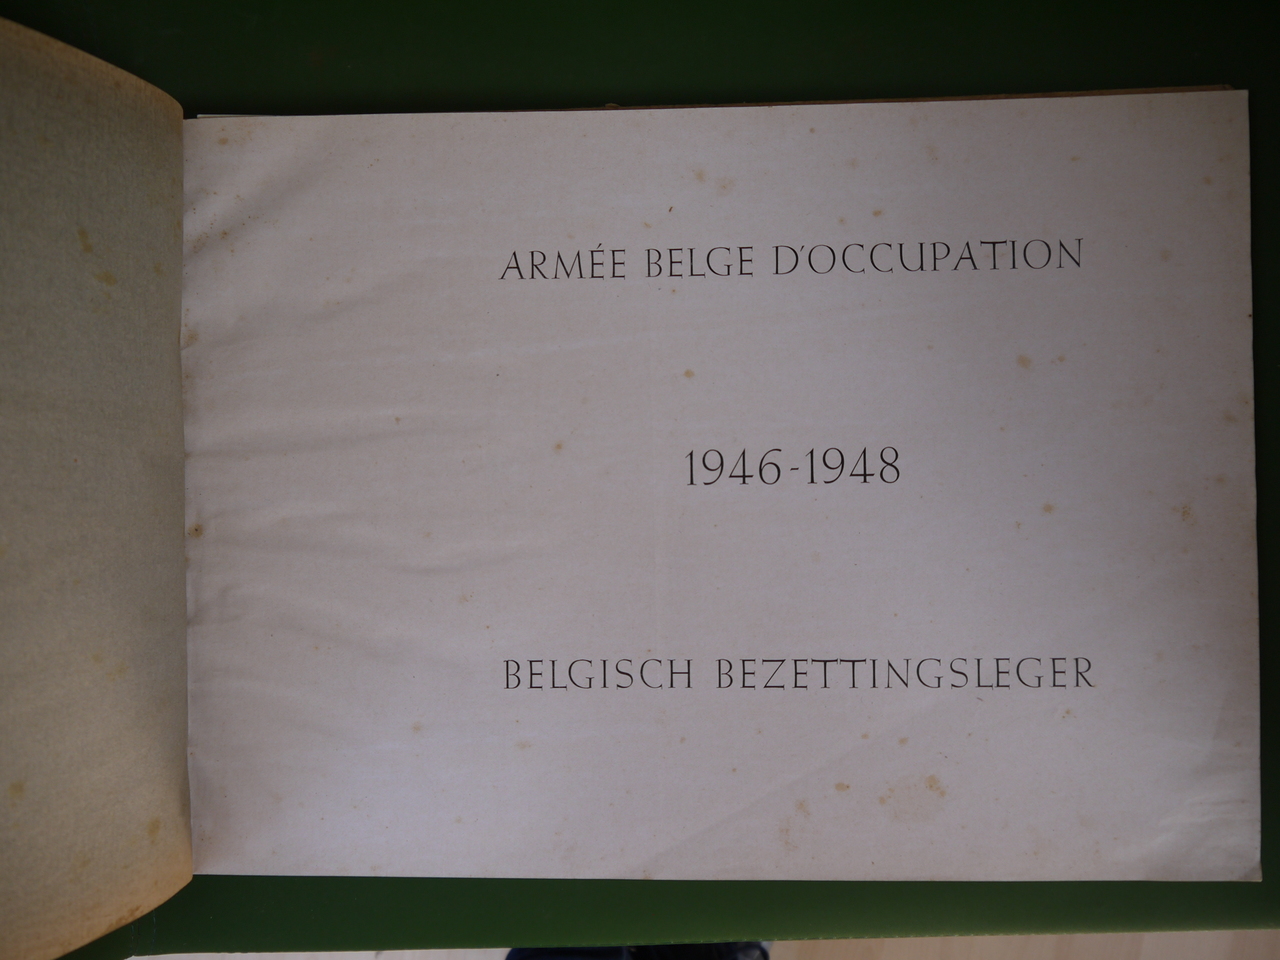 ARMÉE BELGE D'OCCUPATION
1946-1948
BELGISCH BEZETTINGSLEGER